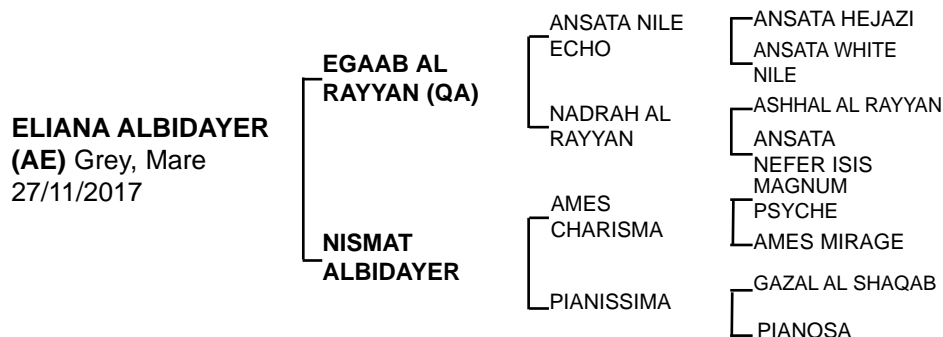 ELIANA ALBIDAYER
(AE) Grey, Mare
27/11/2017
EGAAB AL
RAYYAN (QA)
NISMAT
ALBIDAYER
ANSATA NILE
ECHO
NADRAH AL
RAYYAN
AMES
CHARISMA
PIANISSIMA
ANSATA HEJAZI
ANSATA WHITE
NILE
ASHHAL AL RAYYAN
ANSATA
NEFER ISIS
MAGNUM
PSYCHE
AMES MIRAGE
GAZAL AL SHAQAB
PIANOSA